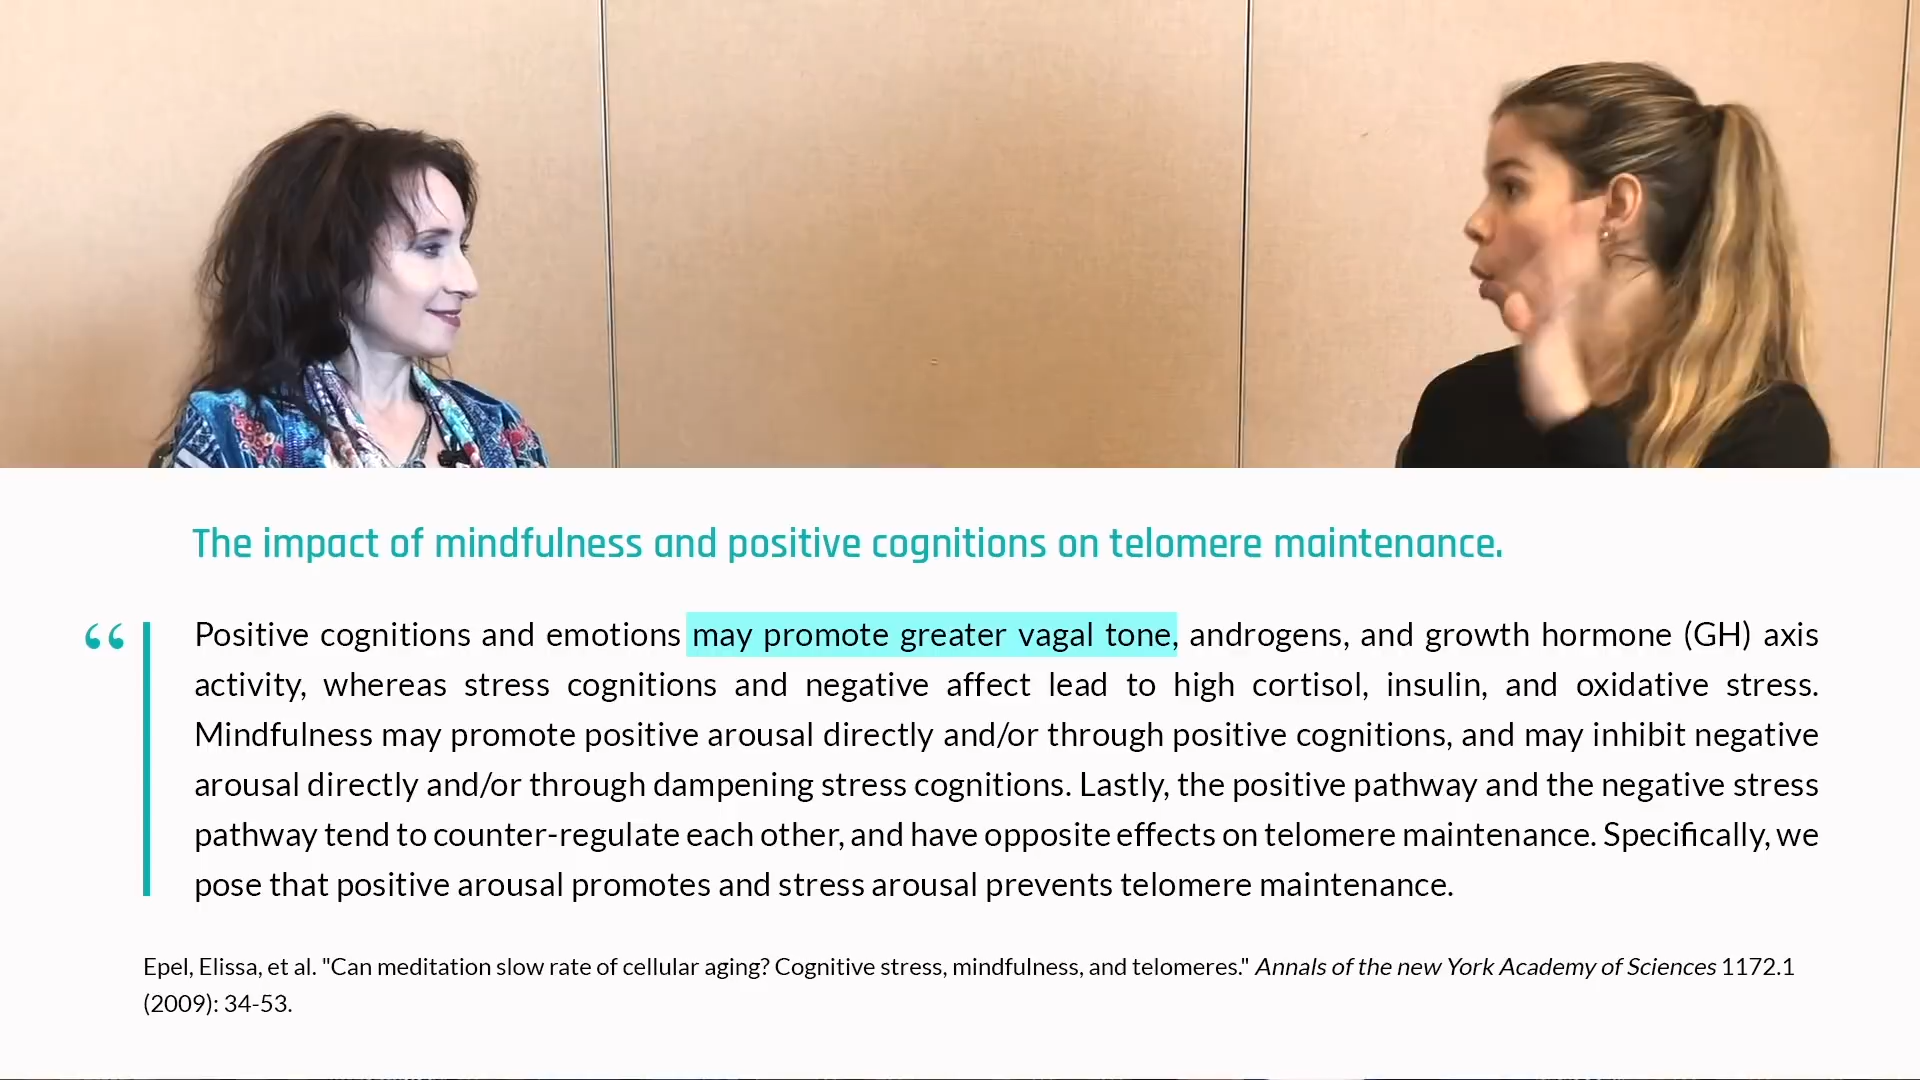 The impact of mindfulness and positive cognitions on telomere maintenance.
“ Positive cognitions and emotions may promote greater vagal tone, androgens, and growth hormone (GH) axis
activity, whereas stress cognitions and negative affect lead to high cortisol, insulin, and oxidative stress.
Mindfulness may promote positive arousal directly and/or through positive cognitions, and may inhibit negative
arousal directly and/or through dampening stress cognitions. Lastly, the positive pathway and the negative stress
pathway tend to counter-regulate each other, and have opposite effects on telomere maintenance. Specifically, we
pose that positive arousal promotes and stress arousal prevents telomere maintenance.
Epel, Elissa, et al. "Can meditation slow rate of cellular aging? Cognitive stress, mindfulness, and telomeres." Annals of the new York Academy of Sciences 1172.1
(2009): 34-53.